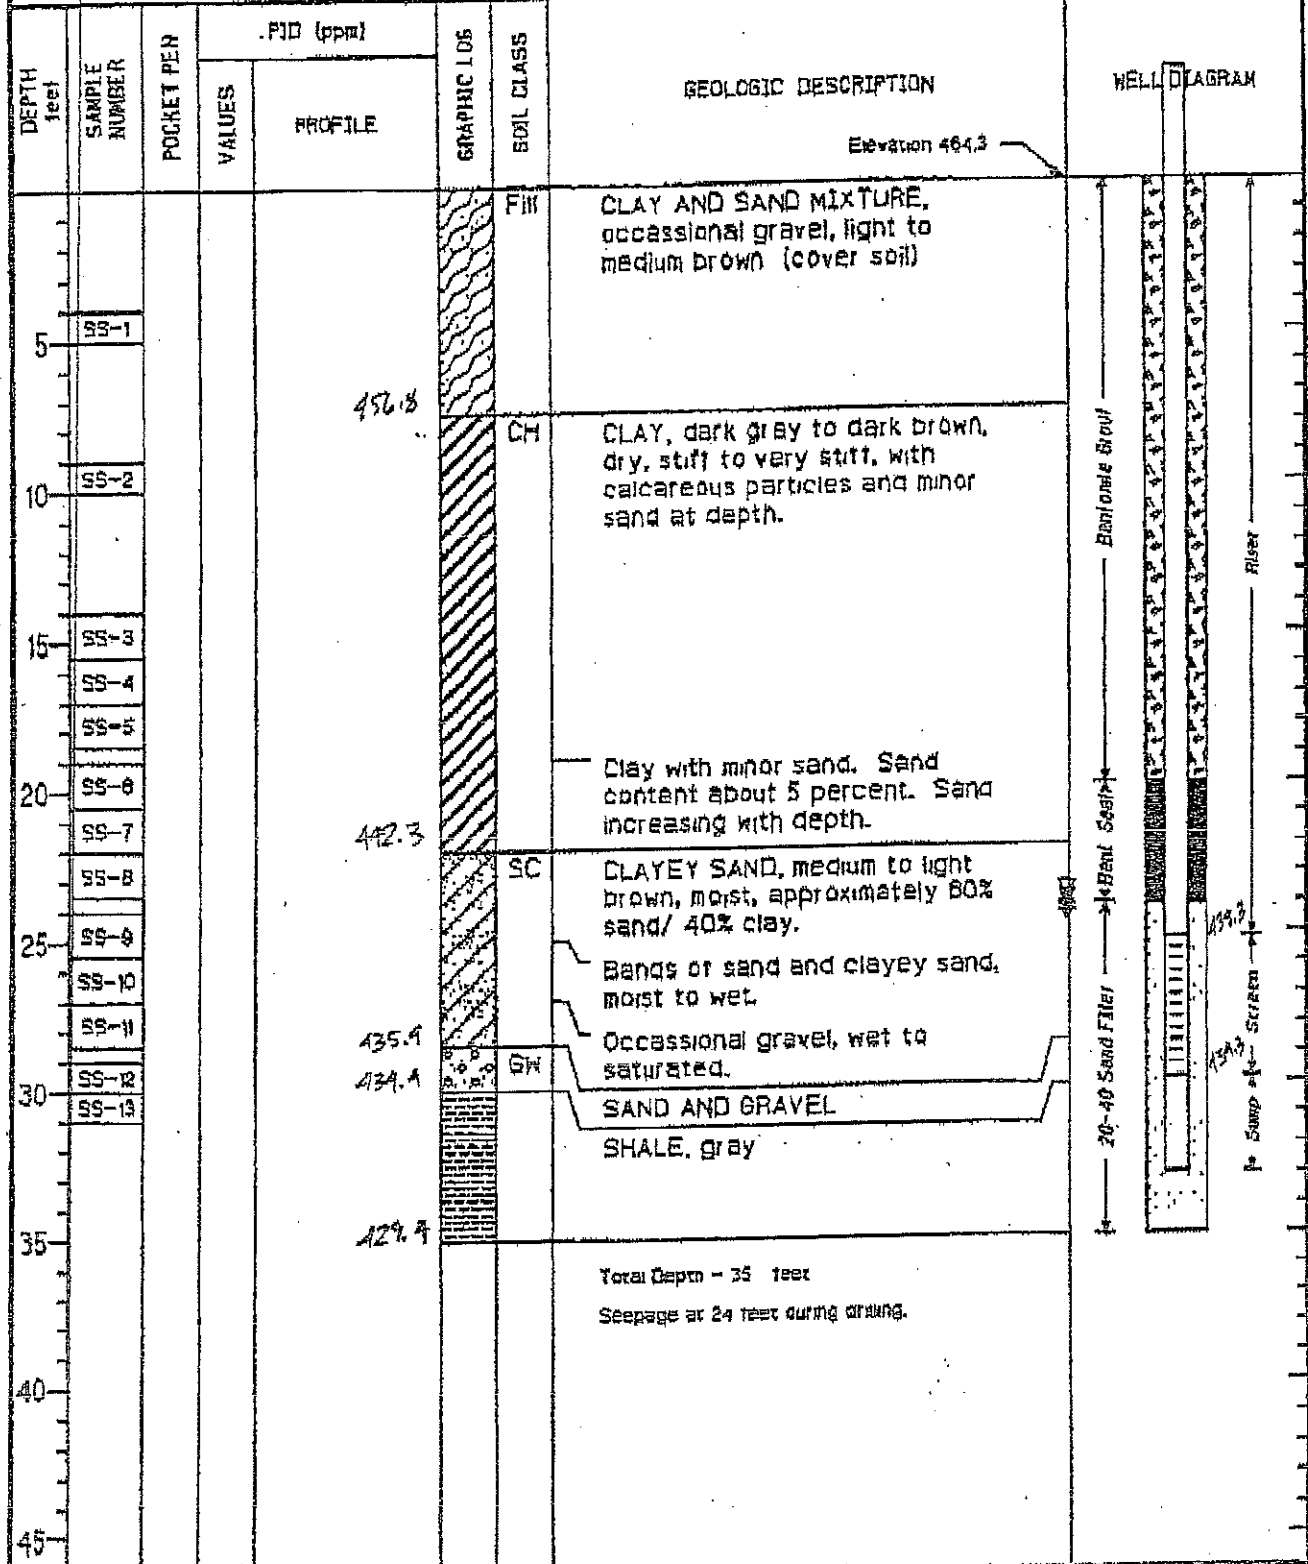 DEPTH
feet
SAMPLE
NUMBER
POCKET PEN
PID (ppm)
VALUES
PROFILE
GRAPHIC LOG
SOIL CLASS
GEOLOGIC DESCRIPTION
Elevation 464.3
WELL DIAGRAM
Fill
CLAY AND SAND MIXTURE,
occassional gravel, light to
medium brown (cover soil)
SS-1
5
456.8
CH
CLAY, dark gray to dark brown,
dry, stiff to very stiff, with
calcareous particles and minor
sand at depth.
SS-2
10
Bentonite Grout
Riser
SS-3
15
SS-4
SS-5
Clay with minor sand. Sand
content about 5 percent. Sand
increasing with depth.
SS-6
20
SS-7
442.3
Bent Seal
SC
CLAYEY SAND, medium to light
brown, moist, approximately 60%
sand/ 40% clay.
SS-8
SS-9
25
439.3
Bands of sand and clayey sand,
moist to wet.
SS-10
SS-11
Occassional gravel, wet to
saturated.
20-40 Sand Filter
Screen
435.9
434.3
GW
SAND AND GRAVEL
434.4
SS-12
30
SS-13
Sump
SHALE, gray
429.4
35
Total Depth - 35 feet
Seepage at 24 feet during drilling.
40
45